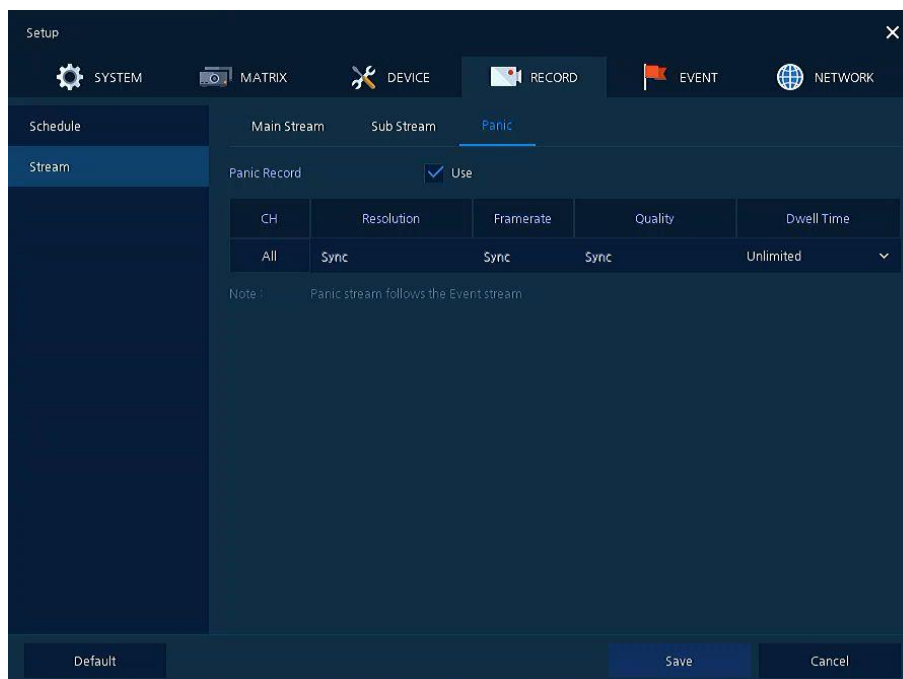 Setup
SYSTEM MATRIX DEVICE RECORD EVENT NETWORK
Schedule
Stream
Main Stream Sub Stream Panic
Panic Record Use
CH Resolution Framerate Quality Dwell Time
All Sync Sync Sync Unlimited
Note : Panic stream follows the Event stream
Default Save Cancel